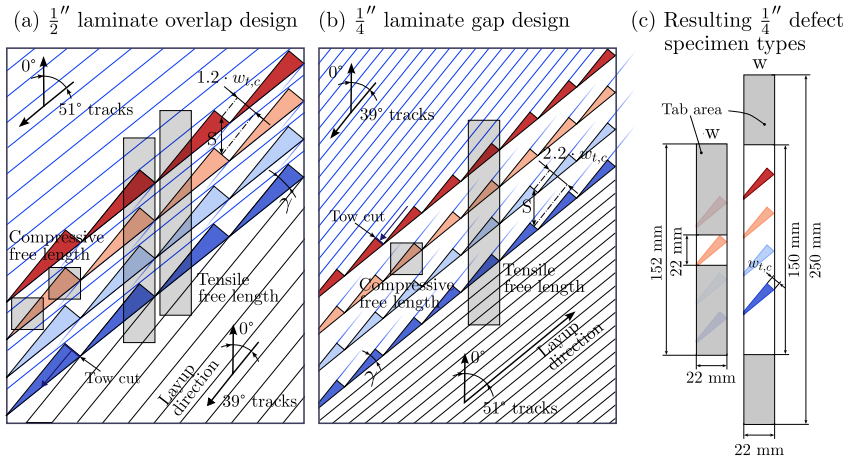 (a) 1/2″ laminate overlap design
0°
51° tracks
1.2 · w_{t,c}
S
γ
Compressive
free length
Tensile
free length
Tow cut
Layup
direction
0°
39° tracks
(b) 1/4″ laminate gap design
0°
39° tracks
2.2 · w_{t,c}
S
Tow cut
Compressive
free length
Tensile
free length
γ
0°
Layup
direction
51° tracks
(c) Resulting 1/4″ defect
specimen types
W
Tab area
W
152 mm
22 mm
w_{t,c}
150 mm
250 mm
22 mm
22 mm